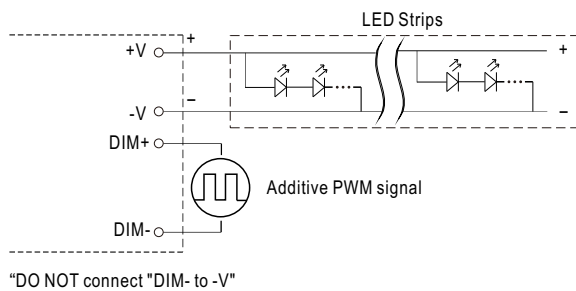 LED Strips
+V
+
+
-V
−
−
DIM+
Additive PWM signal
DIM-
“DO NOT connect "DIM- to -V"